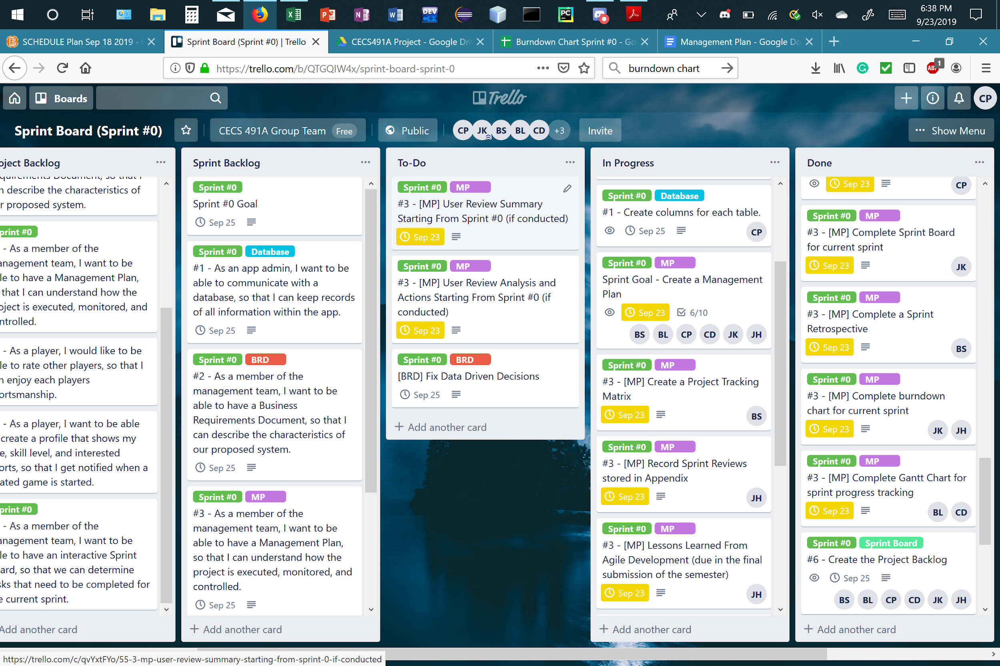 6:38 PM
9/23/2019
SCHEDULE Plan Sep 18 2019 -
Sprint Board (Sprint #0) | Trello
CECS491A Project - Google Dri
Burndown Chart Sprint #0 - Go
Management Plan - Google Do
https://trello.com/b/QTGQIW4x/sprint-board-sprint-0
burndown chart
ABP
1
Boards
Trello
CP
Sprint Board (Sprint #0)
CECS 491A Group Team Free
Public
CP JK BS BL CD +3
Invite
Show Menu
oject Backlog
quirements Document, so that I
n describe the characteristics of
r proposed system.
print #0
- As a member of the
anagement team, I want to be
le to have a Management Plan,
that I can understand how the
oject is executed, monitored, and
ntrolled.
- As a player, I would like to be
le to rate other players, so that I
n enjoy each players
ortsmanship.
- As a player, I want to be able
create a profile that shows my
e, skill level, and interested
orts, so that I get notified when a
ated game is started.
print #0
- As a member of the
anagement team, I want to be
le to have an interactive Sprint
ard, so that we can determine
sks that need to be completed for
e current sprint.
Add another card
Sprint Backlog
Sprint #0
Sprint #0 Goal
Sep 25
Sprint #0 Database
#1 - As an app admin, I want to be
able to communicate with a
database, so that I can keep records
of all information within the app.
Sep 25
Sprint #0 BRD
#2 - As a member of the
management team, I want to be
able to have a Business
Requirements Document, so that I
can describe the characteristics of
our proposed system.
Sep 25
Sprint #0 MP
#3 - As a member of the
management team, I want to be
able to have a Management Plan,
so that I can understand how the
project is executed, monitored, and
controlled.
Sep 25
+ Add another card
To-Do
Sprint #0 MP
#3 - [MP] User Review Summary
Starting From Sprint #0 (if conducted)
Sep 23
Sprint #0 MP
#3 - [MP] User Review Analysis and
Actions Starting From Sprint #0 (if
conducted)
Sep 23
Sprint #0 BRD
[BRD] Fix Data Driven Decisions
Sep 25
+ Add another card
In Progress
Sprint #0 Database
#1 - Create columns for each table.
Sep 25
CP
Sprint #0 MP
Sprint Goal - Create a Management
Plan
Sep 23 6/10
BS BL CP CD JK JH
Sprint #0 MP
#3 - [MP] Create a Project Tracking
Matrix
Sep 23
BS
Sprint #0 MP
#3 - [MP] Record Sprint Reviews
stored in Appendix
Sep 23
JH
Sprint #0 MP
#3 - [MP] Lessons Learned From
Agile Development (due in the final
submission of the semester)
Sep 23
JH
+ Add another card
Done
Sep 23
CP
Sprint #0 MP
#3 - [MP] Complete Sprint Board
for current sprint
Sep 23
JK
Sprint #0 MP
#3 - [MP] Complete a Sprint
Retrospective
Sep 23
BS
Sprint #0 MP
#3 - [MP] Complete burndown
chart for current sprint
Sep 23
JK JH
Sprint #0 MP
#3 - [MP] Complete Gantt Chart for
sprint progress tracking
Sep 23
BL CD
Sprint #0 Sprint Board
#6 - Create the Project Backlog
Sep 25
BS BL CP CD JK JH
+ Add another card
https://trello.com/c/qvYxtFYo/55-3-mp-user-review-summary-starting-from-sprint-0-if-conducted